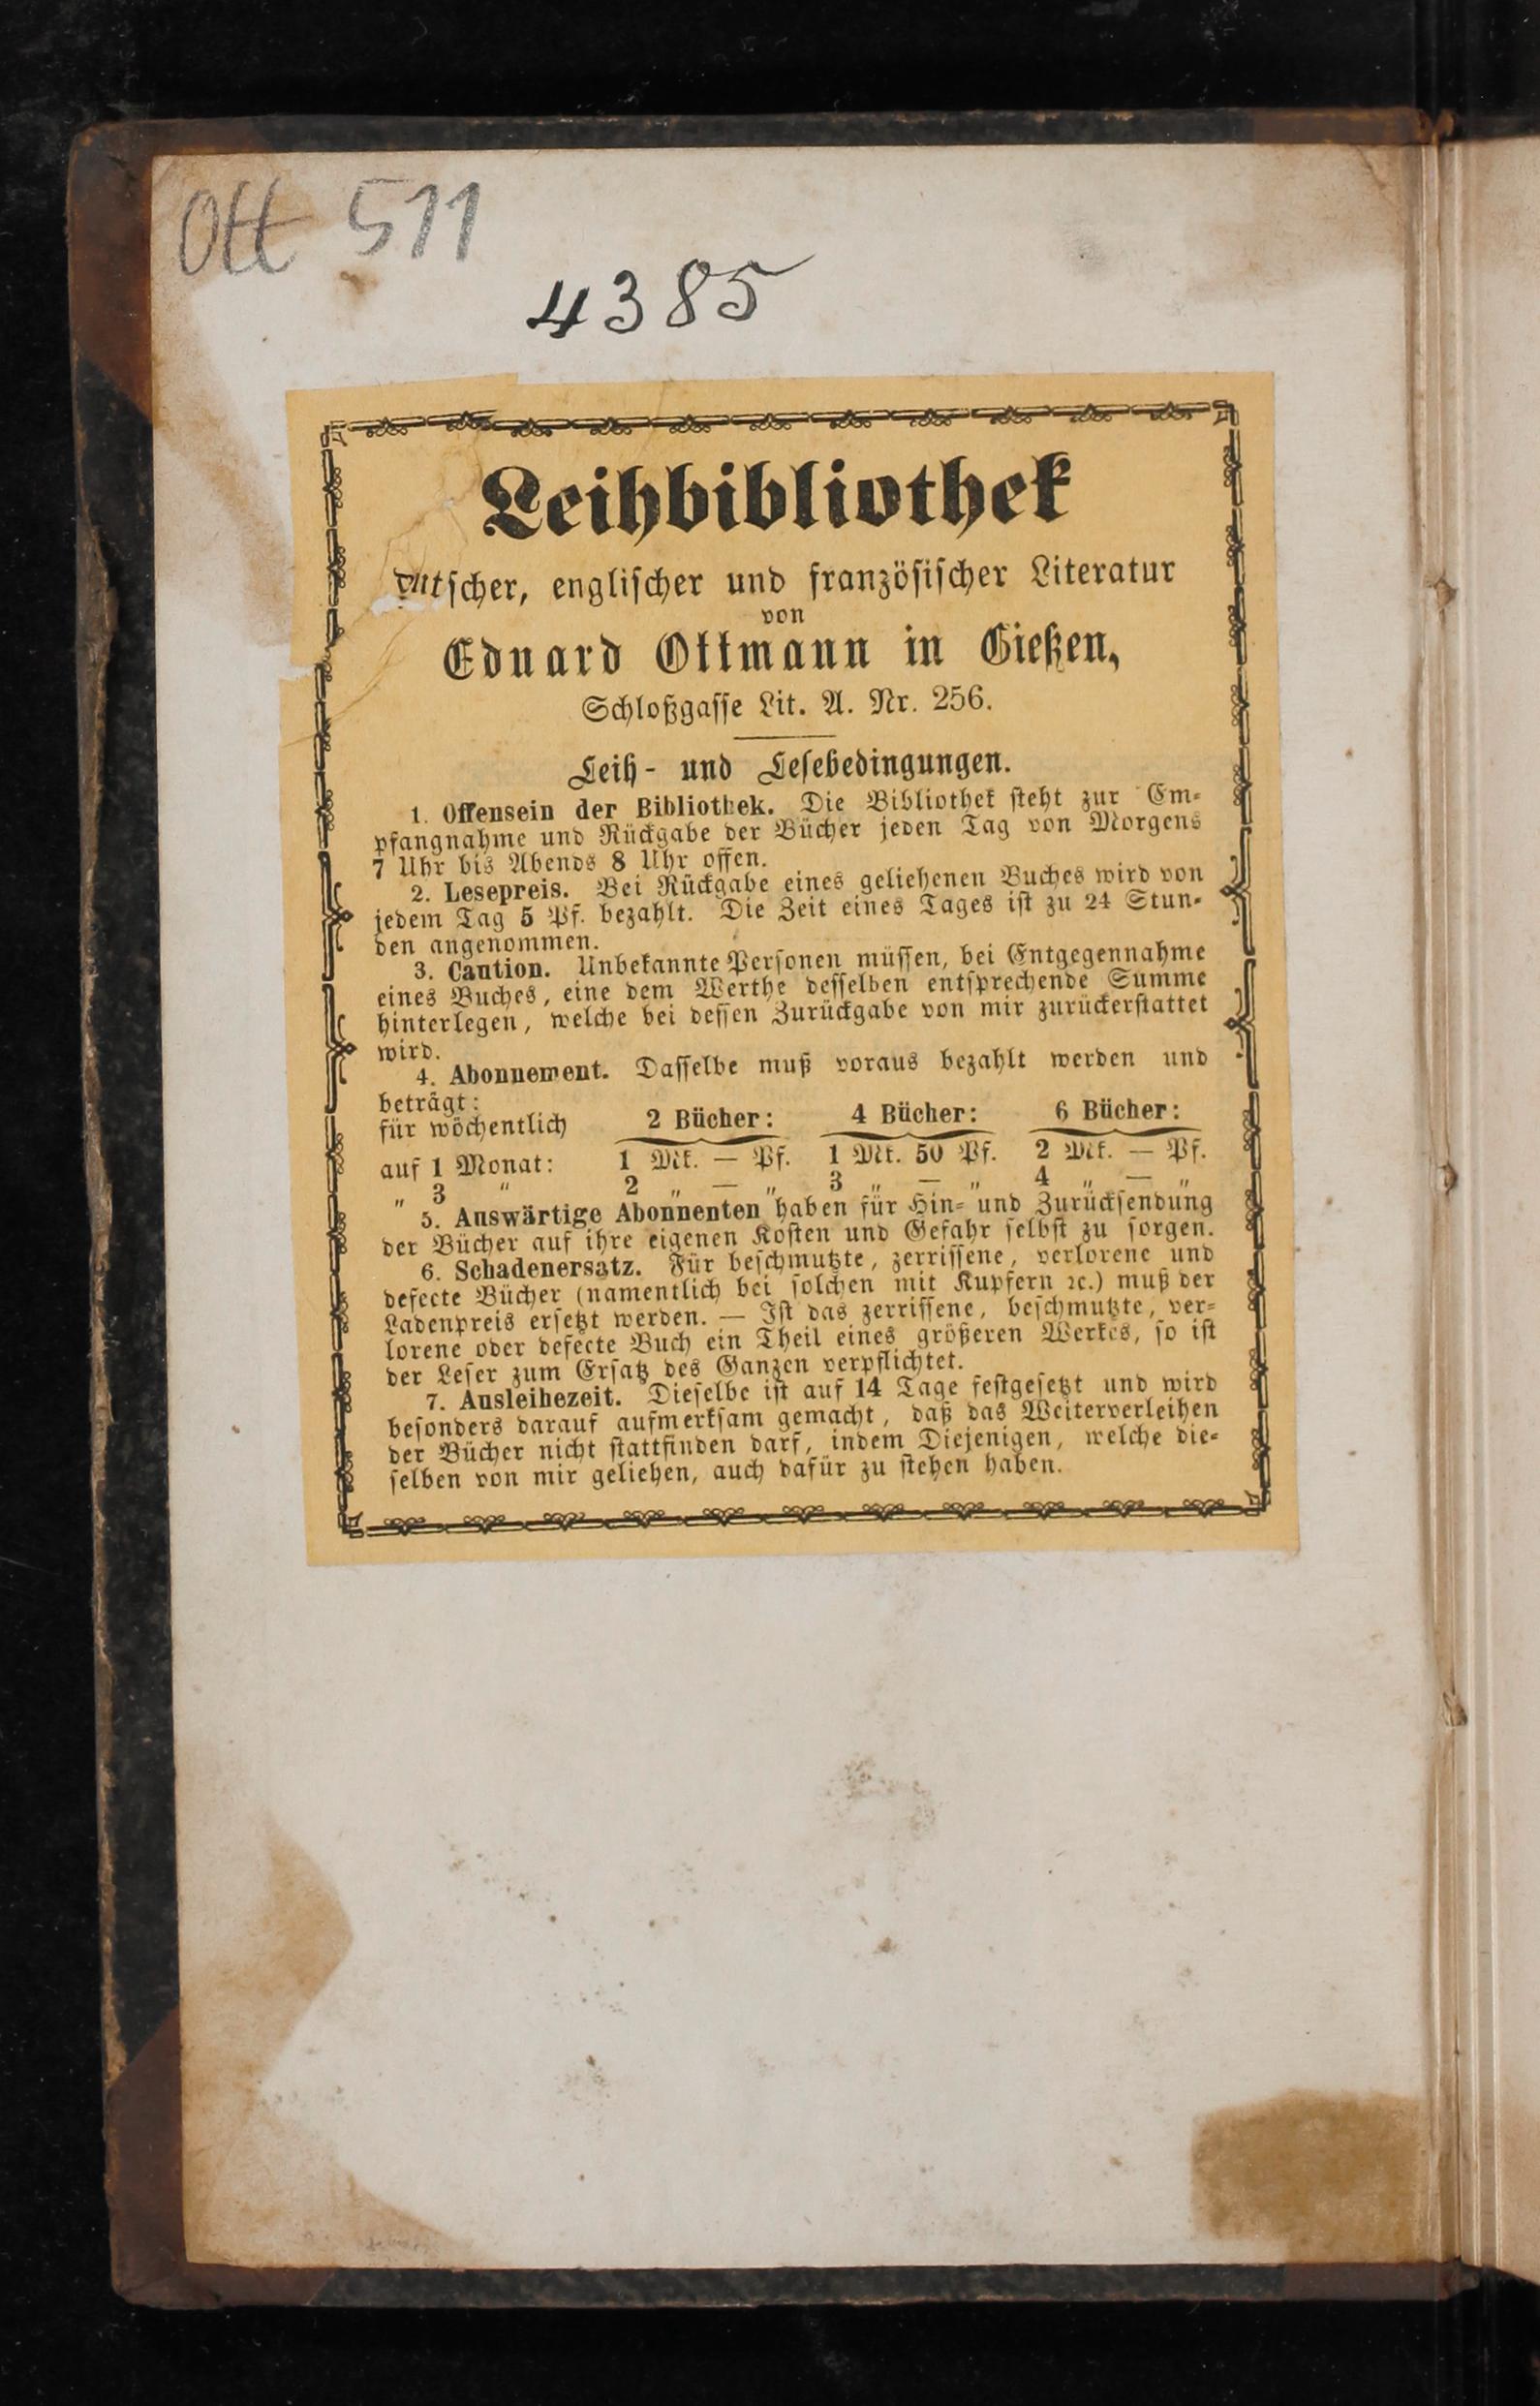 Ott 511
4385
Leihbibliothek
utscher, englischer und französischer Literatur
von
Eduard Ottmann in Gießen,
Schloßgasse Lit. A. Nr. 256.
Leih- und Lesebedingungen.
1. Offensein der Bibliothek. Die Bibliothek steht zur Em-
pfangnahme und Rückgabe der Bücher jeden Tag von Morgens
7 Uhr bis Abends 8 Uhr offen.
2. Lesepreis. Bei Rückgabe eines geliehenen Buches wird von
jedem Tag 5 Pf. bezahlt. Die Zeit eines Tages ist zu 24 Stun-
den angenommen.
3. Caution. Unbekannte Personen müssen, bei Entgegennahme
eines Buches, eine dem Werthe desselben entsprechende Summe
hinterlegen, welche bei dessen Zurückgabe von mir zurückerstattet
wird.
4. Abonnement. Dasselbe muß voraus bezahlt werden und
beträgt:
für wöchentlich 2 Bücher: 4 Bücher: 6 Bücher:
auf 1 Monat: 1 Mk. — Pf. 1 Mk. 50 Pf. 2 Mk. — Pf.
„ 3 „ 2 „ — „ 3 „ — „ 4 „ — „
5. Auswärtige Abonnenten haben für Hin- und Zurücksendung
der Bücher auf ihre eigenen Kosten und Gefahr selbst zu sorgen.
6. Schadenersatz. Für beschmutzte, zerrissene, verlorene und
defecte Bücher (namentlich bei solchen mit Kupfern ꝛc.) muß der
Ladenpreis ersetzt werden. — Ist das zerrissene, beschmutzte, ver-
lorene oder defecte Buch ein Theil eines größeren Werkes, so ist
der Leser zum Ersatz des Ganzen verpflichtet.
7. Ausleihezeit. Dieselbe ist auf 14 Tage festgesetzt und wird
besonders darauf aufmerksam gemacht, daß das Weiterverleihen
der Bücher nicht stattfinden darf, indem Diejenigen, welche die-
selben von mir geliehen, auch dafür zu stehen haben.